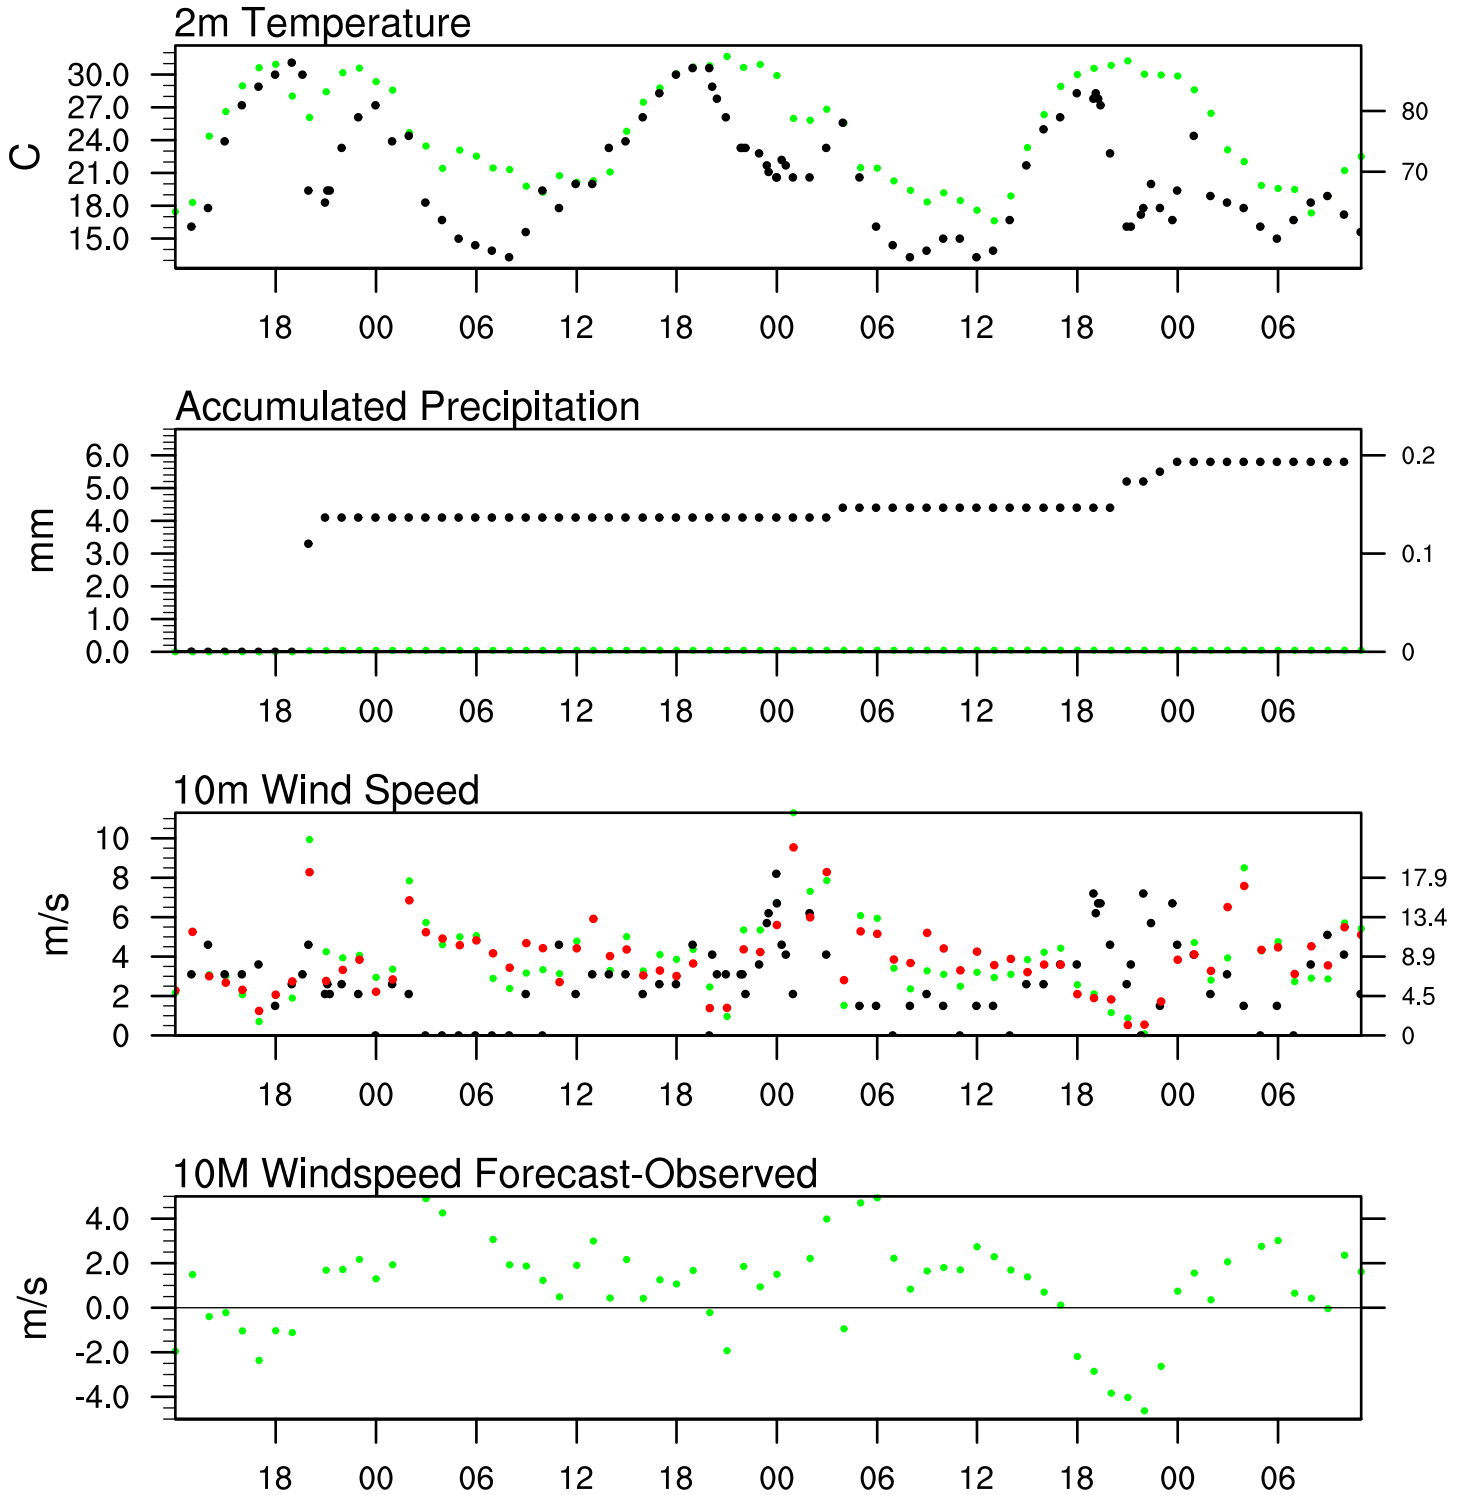 2m Temperature
30.0
27.0
24.0
21.0
18.0
15.0
C
80
70
18 00 06 12 18 00 06 12 18 00 06
Accumulated Precipitation
6.0
5.0
4.0
3.0
2.0
1.0
0.0
mm
0.2
0.1
0
18 00 06 12 18 00 06 12 18 00 06
10m Wind Speed
10
8
6
4
2
0
m/s
17.9
13.4
8.9
4.5
0
18 00 06 12 18 00 06 12 18 00 06
10M Windspeed Forecast-Observed
4.0
2.0
0.0
-2.0
-4.0
m/s
18 00 06 12 18 00 06 12 18 00 06